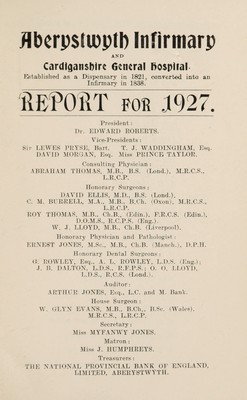 Aberystwyth Infirmary
AND
Cardiganshire General Hospital.
Established as a Dispensary in 1821, converted into an
Infirmary in 1838.
REPORT FOR 1927.
President:
Dr. EDWARD ROBERTS.
Vice-Presidents:
Sir LEWES PRYSE, Bart. T. J. WADDINGHAM, Esq.
DAVID MORGAN, Esq. Miss PRINCE TAYLOR.
Consulting Physician:
ABRAHAM THOMAS, M.B., B.S. (Lond.), M.R.C.S.,
L.R.C.P.
Honorary Surgeons:
DAVID ELLIS, M.D., B.S. (Lond.),
C. M. BURRELL, M.A., M.B., B.Ch. (Oxon), M.R.C.S.,
L.R.C.P.
ROY THOMAS, M.B., Ch.B., (Edin.), F.R.C.S. (Edin.),
D.O.M.S., R.C.P.S. (Eng.).
W. J. LLOYD, M.B., Ch.B. (Liverpool).
Honorary Physician and Pathologist:
ERNEST JONES, M.Sc., M.B., Ch.B. (Manch.), D.P.H.
Honorary Dental Surgeons:
G. ROWLEY, Esq., A. L. ROWLEY, L.D.S. (Eng.);
J. H. DALTON, L.D.S., R.F.P.S.; O. O. LLOYD,
L.D.S., R.C.S. (Lond.).
Auditor:
ARTHUR JONES, Esq., L.C. and M. Bank.
House Surgeon:
W. GLYN EVANS, M.B., B.Ch., B.Sc. (Wales).
M.R.C.S., L.R.C.P.
Secretary:
Miss MYFANWY JONES.
Matron:
Miss J. HUMPHREYS.
Treasurers:
THE NATIONAL PROVINCIAL BANK OF ENGLAND,
LIMITED, ABERYSTWYTH.